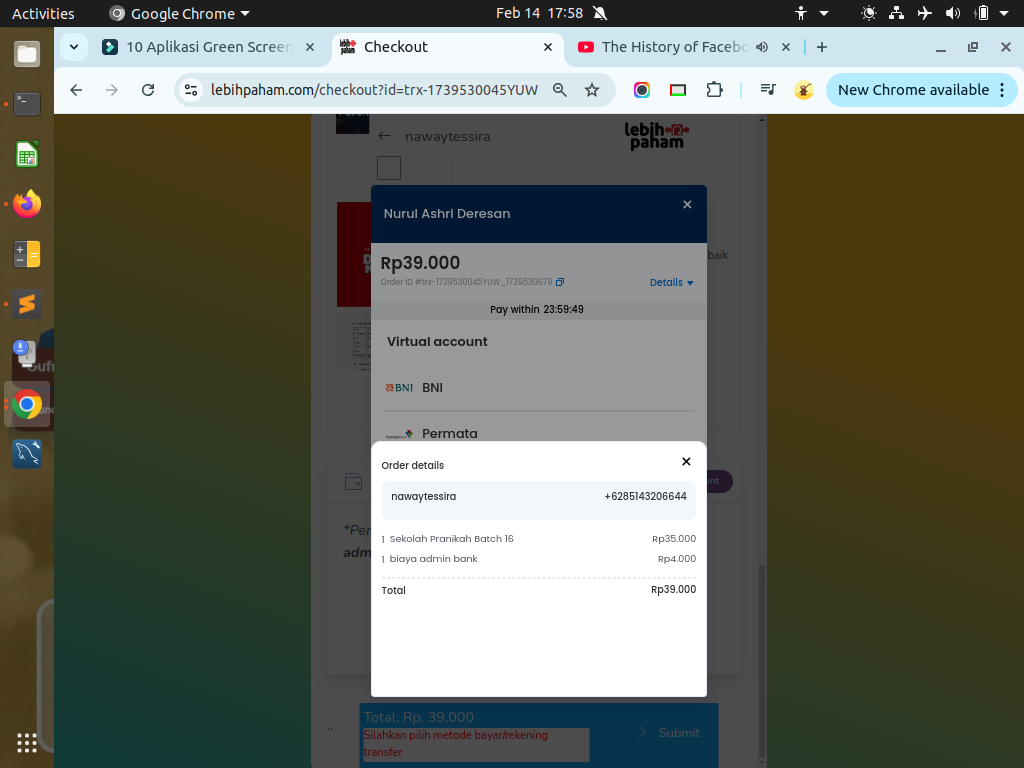 Activities
Google Chrome
Feb 14 17:58
10 Aplikasi Green Screen
Checkout
The History of Facebo
lebihpaham.com/checkout?id=trx-1739530045YUW
New Chrome available
nawaytessira
lebih
paham
Nurul Ashri Deresan
Rp39.000
Order ID #trx-1739530045YUW_1739530679
Details
Pay within 23:59:49
Virtual account
BNI
BNI
Permata
baik
Order details
nawaytessira
+6285143206644
1 Sekolah Pranikah Batch 16
Rp35.000
1 biaya admin bank
Rp4.000
Total
Rp39.000
Total: Rp. 39.000
Silahkan pilih metode bayar/rekening
transfer
Submit